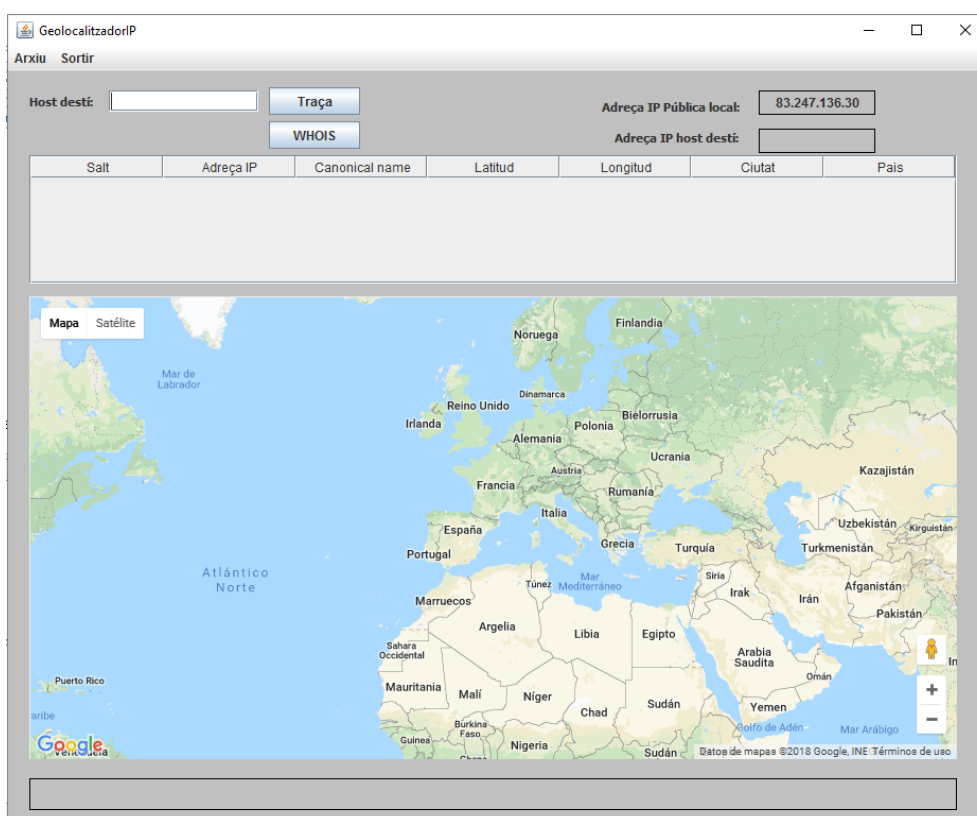 GeolocalitzadorIP
Arxiu Sortir
Host destí: Traça
WHOIS
Adreça IP Pública local: 83.247.136.30
Adreça IP host destí:
Salt Adreça IP Canonical name Latitud Longitud Ciutat Pais
Mapa Satélite
Finlandia
Noruega
Mar de
Labrador
Dinamarca
Reino Unido
Irlanda
Bielorrusia
Polonia
Alemania
Ucrania
Austria
Kazajistán
Francia
Rumanía
Italia
España
Uzbekistán
Kirguistán
Portugal
Grecia
Turquía
Turkmenistán
Atlántico
Norte
Túnez
Mar
Mediterráneo
Siria
Irak
Irán
Afganistán
Marruecos
Pakistán
Argelia
Libia
Egipto
Sahara
Occidental
Arabia
Saudita
Omán
In
Puerto Rico
Mauritania
Malí
Níger
Chad
Sudán
Yemen
aribe
Burkina
Faso
Golfo de Adén
Mar Arábigo
Guinea
Nigeria
Google
Venezuela
Ghana
Sudán
Datos de mapas ©2018 Google, INE Términos de uso